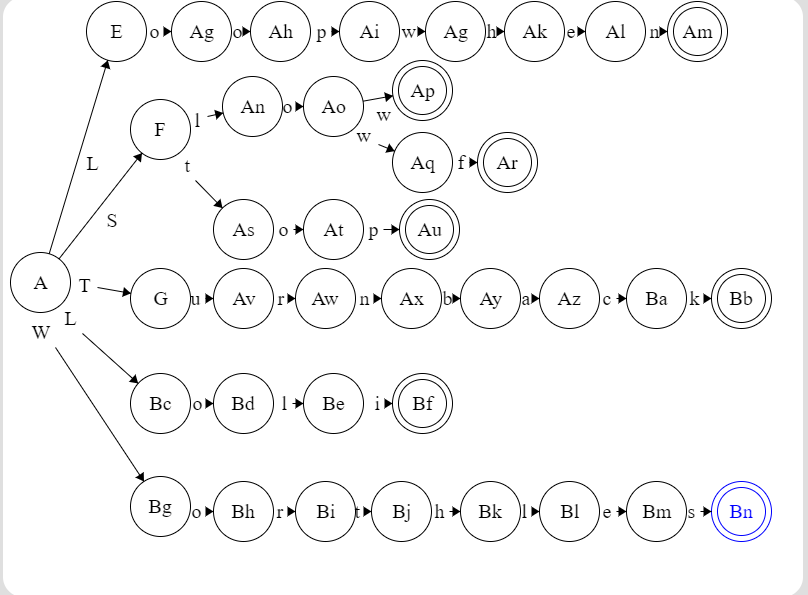 E o Ag o Ah p Ai w Ag h Ak e Al n Am
F l An o Ao w Ap
w Aq f Ar
t As o At p Au
L
S
A T G u Av r Aw n Ax b Ay a Az c Ba k Bb
L
W
Bc o Bd l Be i Bf
Bg o Bh r Bi t Bj h Bk l Bl e Bm s Bn